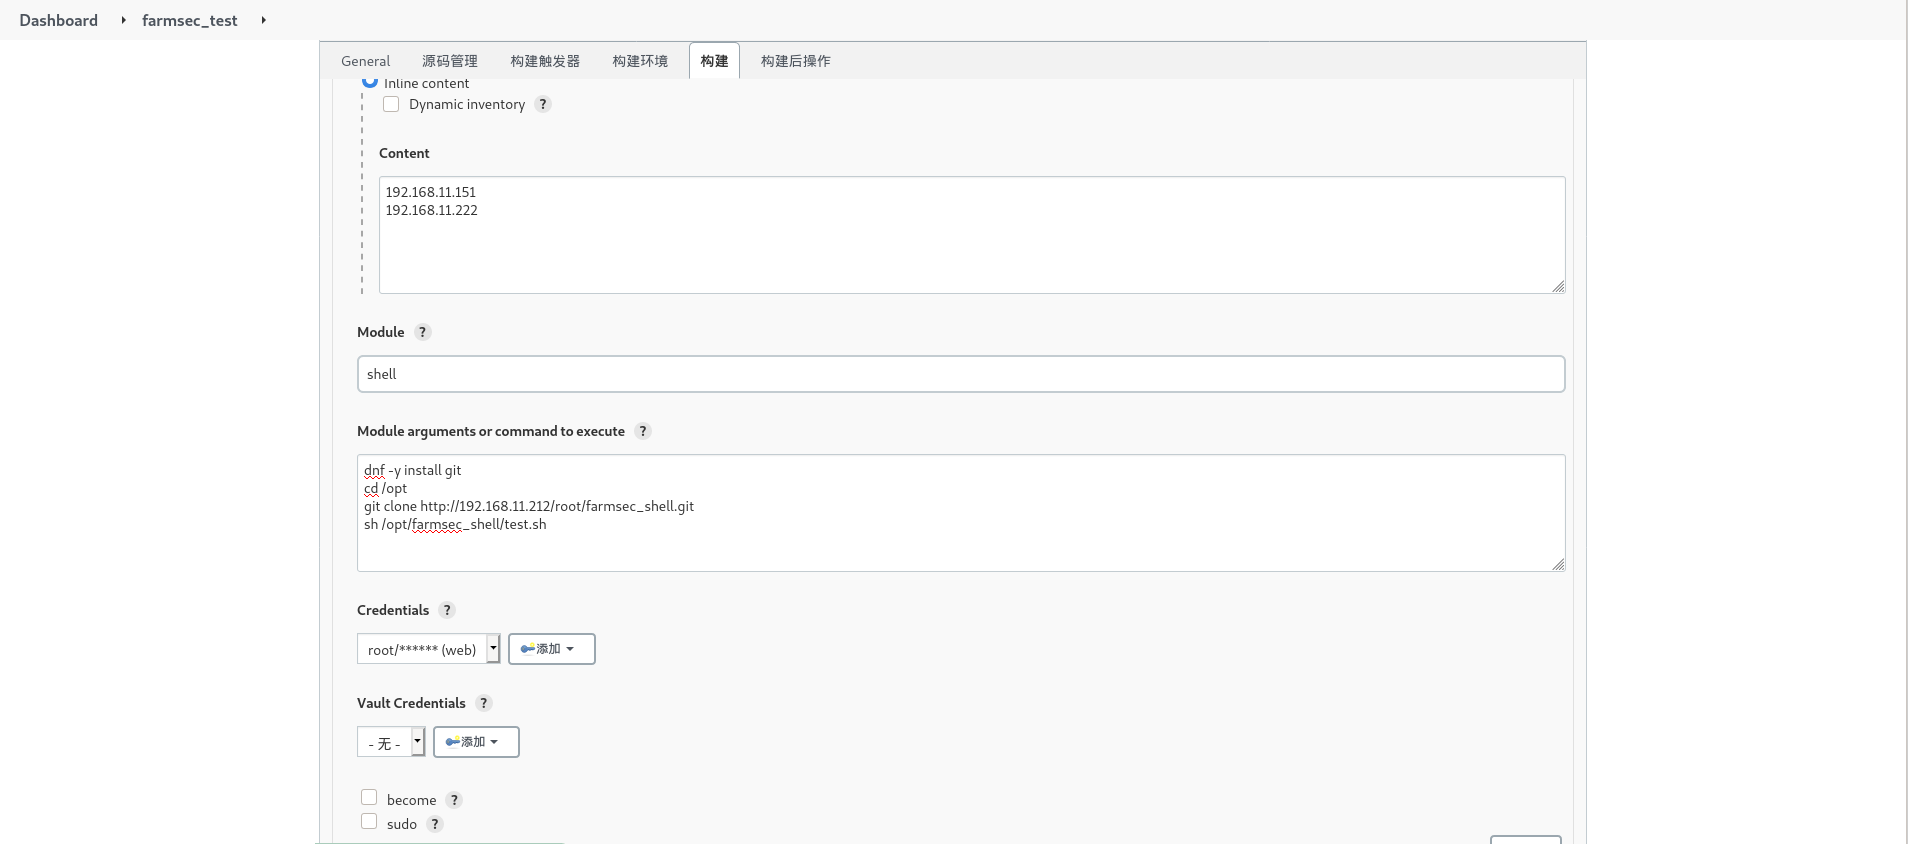 Dashboard farmsec_test
General 源码管理 构建触发器 构建环境 构建 构建后操作
Inline content
Dynamic inventory ?
Content
192.168.11.151
192.168.11.222
Module ?
shell
Module arguments or command to execute ?
dnf -y install git
cd /opt
git clone http://192.168.11.212/root/farmsec_shell.git
sh /opt/farmsec_shell/test.sh
Credentials ?
root/****** (web) 添加
Vault Credentials ?
- 无 - 添加
become ?
sudo ?